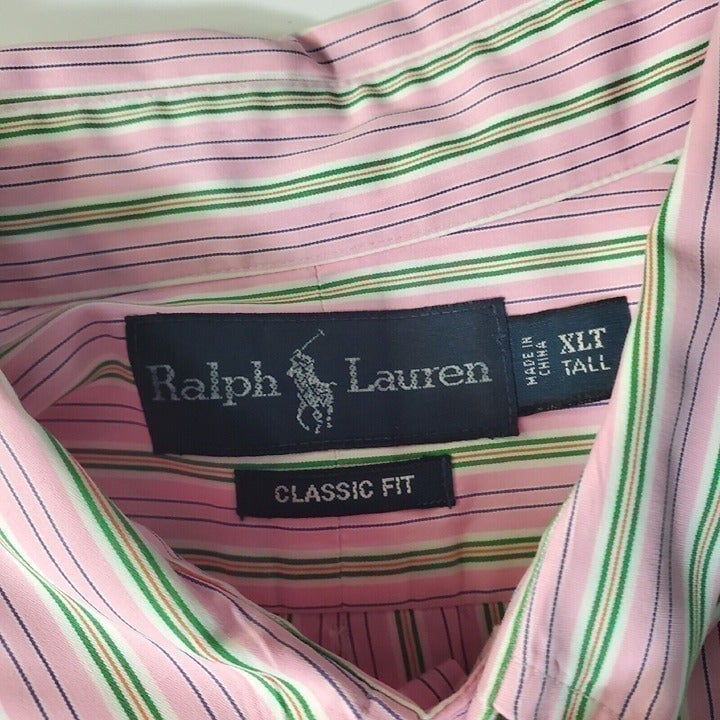 Ralph Lauren
MADE IN
CHINA
XLT
TALL
CLASSIC FIT